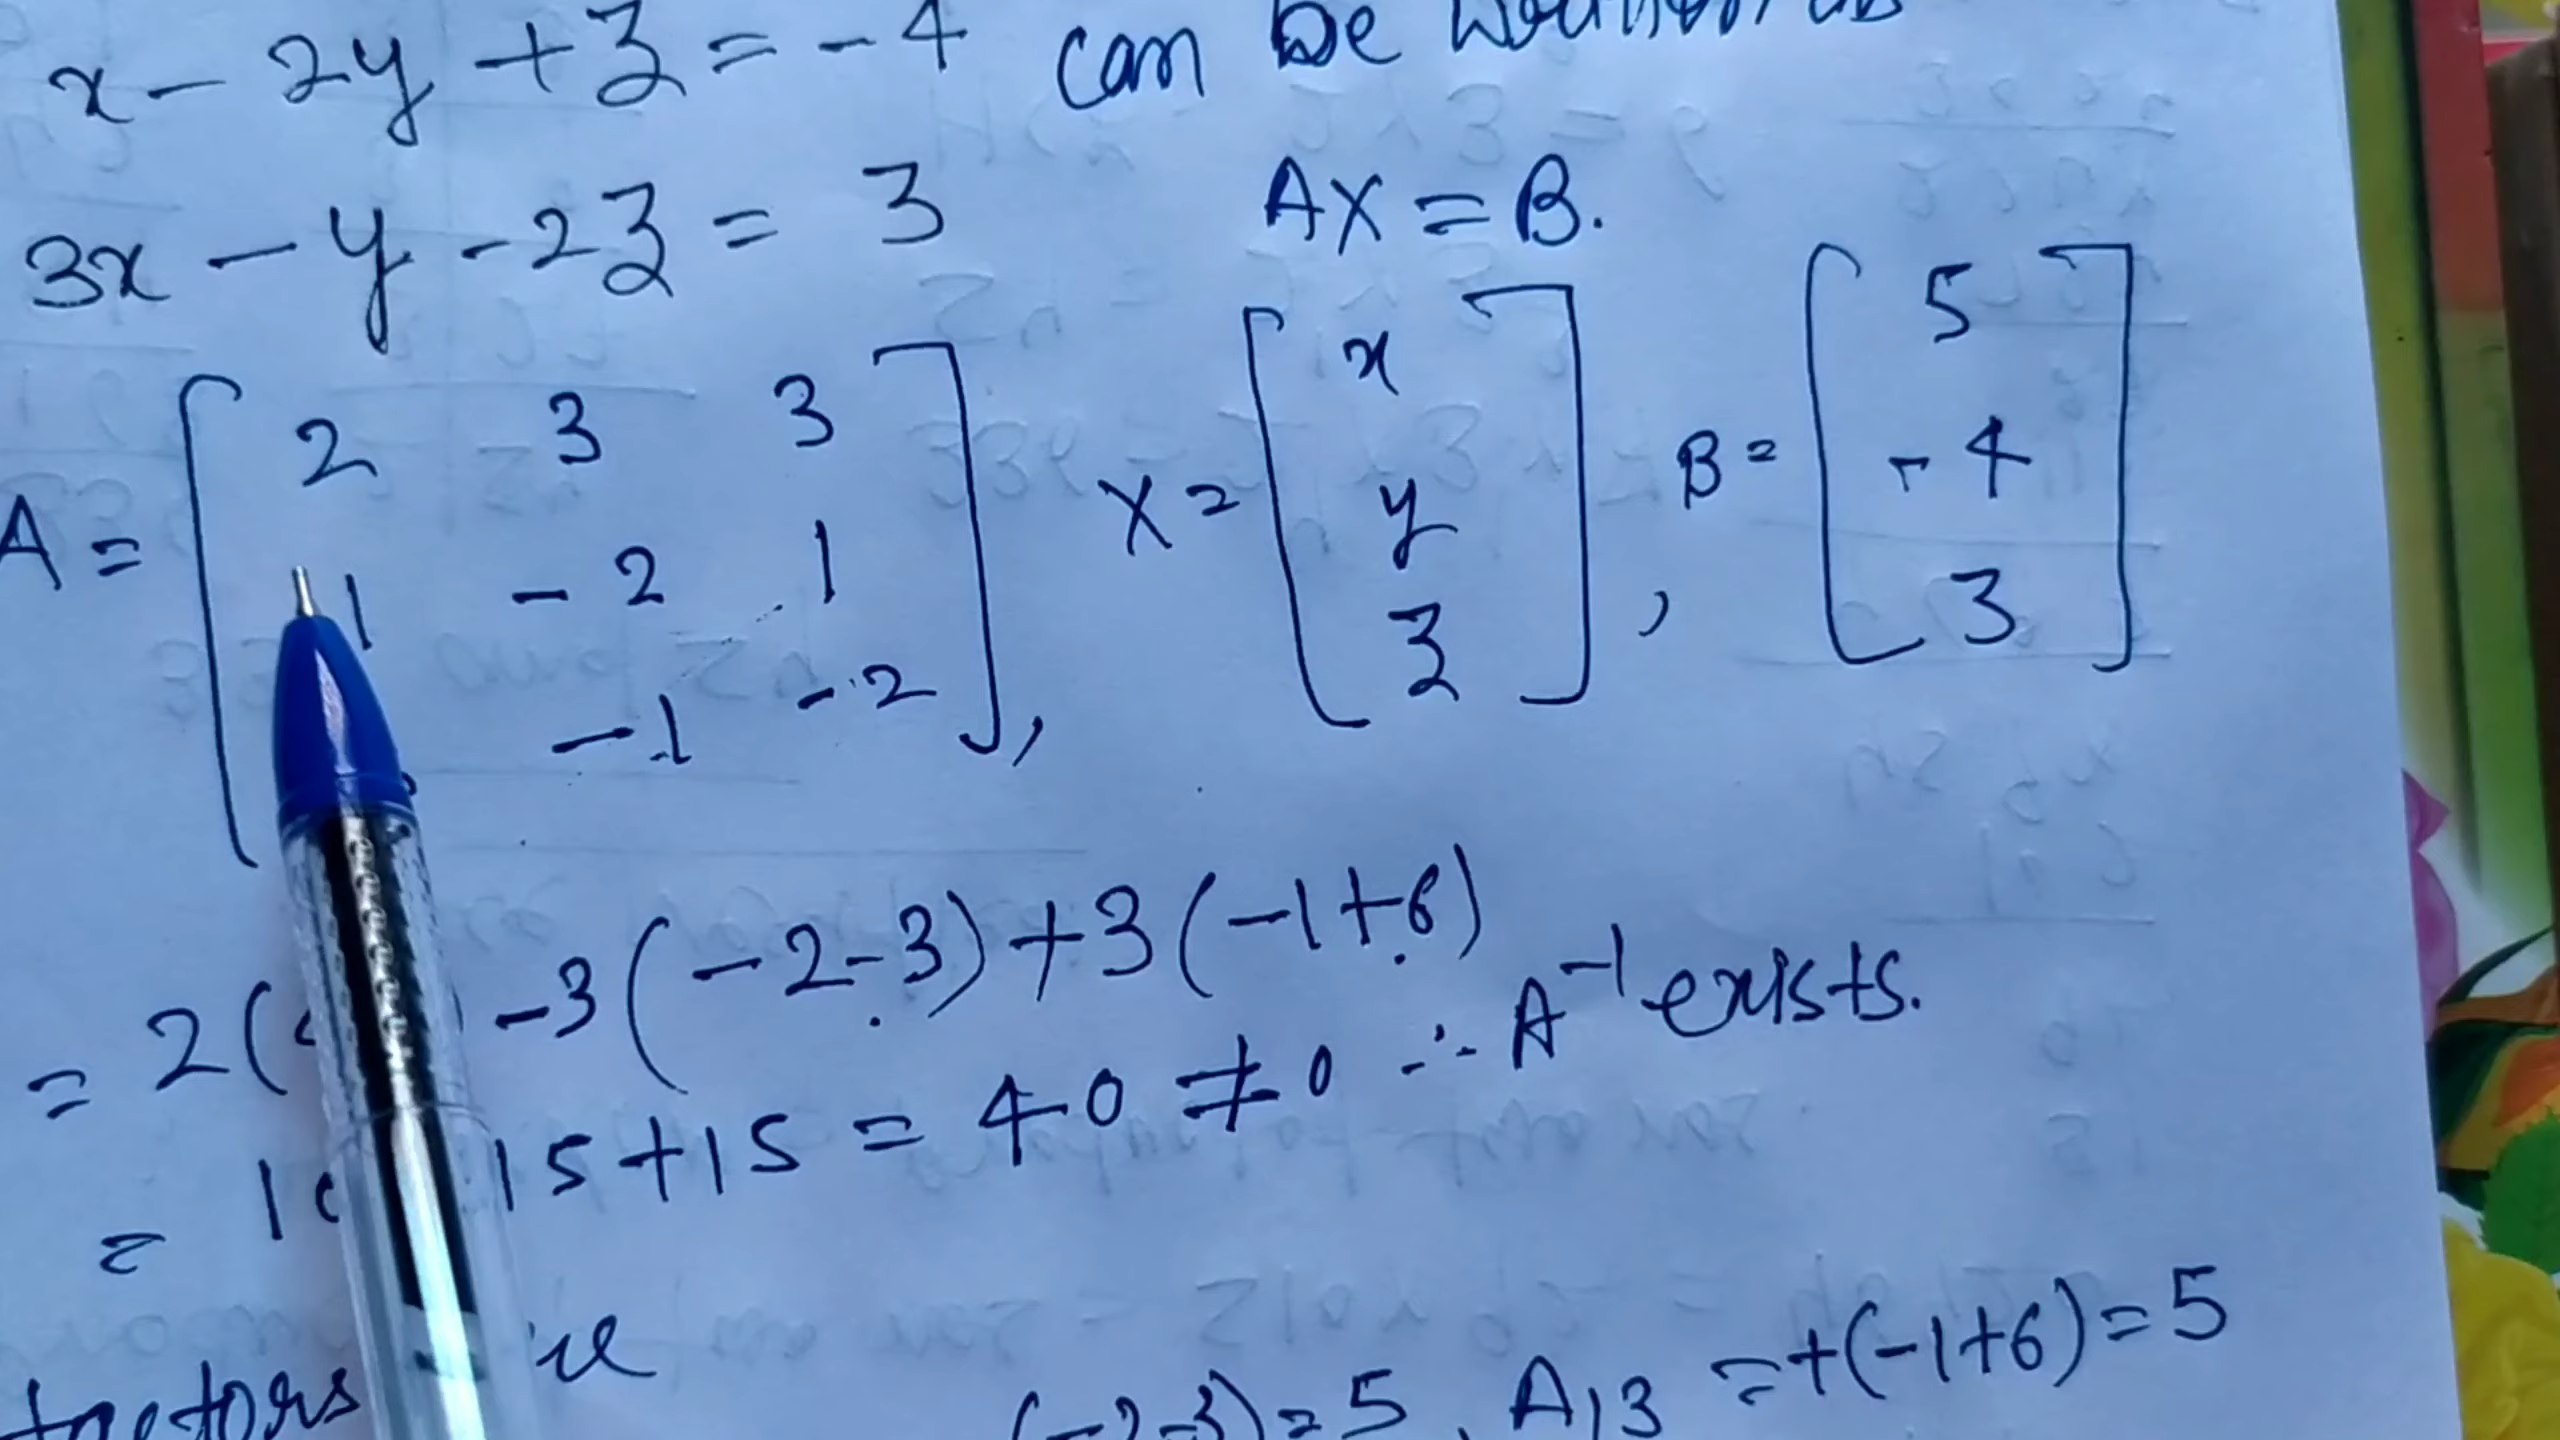 x - 2y + z = -4 can be
3x - y - 2z = 3 AX = B.
A = [ 2 3 3
1 -2 1
-1 -2 ], X = [ x
y
z ], B = [ 5
-4
3 ]
= 2( -3(-2-3)+3(-1+6)
= 1 15+15 = 40 ≠ 0 ∴ A⁻¹ exists.
(-2-3)=5, A13 = +(-1+6)=5